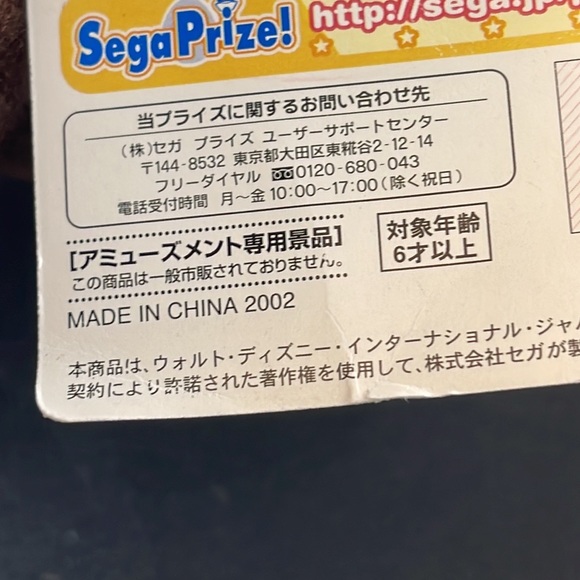 SegaPrize!
http://sega.jp
当プライズに関するお問い合わせ先
(株)セガ プライズ ユーザーサポートセンター
〒144-8532 東京都大田区東糀谷2-12-14
フリーダイヤル 0120-680-043
電話受付時間 月～金 10:00～17:00(除く祝日)
[アミューズメント専用景品]
この商品は一般市販されておりません。
対象年齢
6才以上
MADE IN CHINA 2002
本商品は、ウォルト・ディズニー・インターナショナル・ジャ
契約により許諾された著作権を使用して、株式会社セガが製